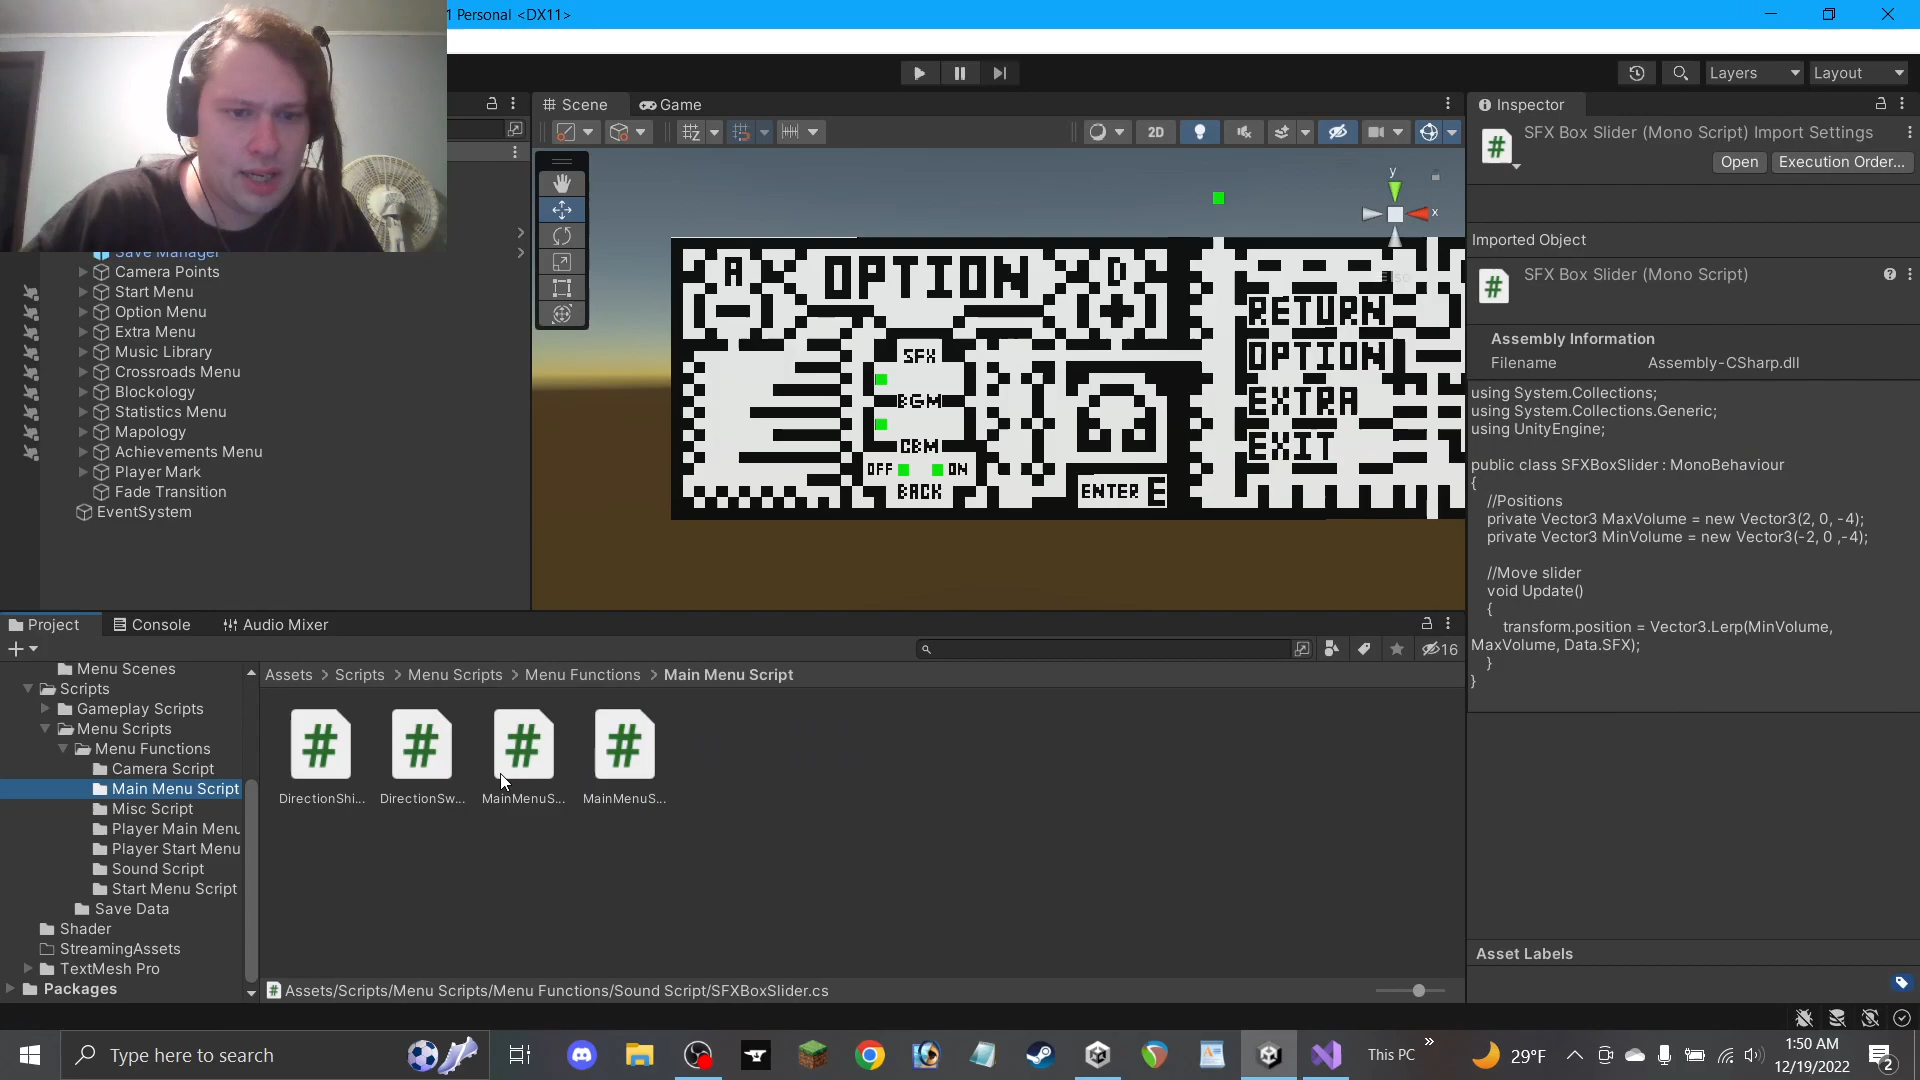 1 Personal <DX11>
Layers
Layout
Scene
Game
Inspector
2D
SFX Box Slider (Mono Script) Import Settings
Open
Execution Order...
y
x
Imported Object
SFX Box Slider (Mono Script)
Assembly Information
Filename
Assembly-CSharp.dll
using System.Collections;
using System.Collections.Generic;
using UnityEngine;
public class SFXBoxSlider : MonoBehaviour
{
//Positions
private Vector3 MaxVolume = new Vector3(2, 0, -4);
private Vector3 MinVolume = new Vector3(-2, 0 ,-4);
//Move slider
void Update()
{
transform.position = Vector3.Lerp(MinVolume,
MaxVolume, Data.SFX);
}
}
Asset Labels
Save Manager
Camera Points
Start Menu
Option Menu
Extra Menu
Music Library
Crossroads Menu
Blockology
Statistics Menu
Mapology
Achievements Menu
Player Mark
Fade Transition
EventSystem
A
OPTION
D
SFX
BGM
CBM
OFF
ON
BACK
ENTER E
RETURN
OPTION
EXTRA
EXIT
Project
Console
Audio Mixer
16
Menu Scenes
Scripts
Gameplay Scripts
Menu Scripts
Menu Functions
Camera Script
Main Menu Script
Misc Script
Player Main Menu
Player Start Menu
Sound Script
Start Menu Script
Save Data
Shader
StreamingAssets
TextMesh Pro
Packages
Assets > Scripts > Menu Scripts > Menu Functions > Main Menu Script
DirectionShi...
DirectionSw...
MainMenuS...
MainMenuS...
Assets/Scripts/Menu Scripts/Menu Functions/Sound Script/SFXBoxSlider.cs
Type here to search
This PC
29°F
1:50 AM
12/19/2022
2